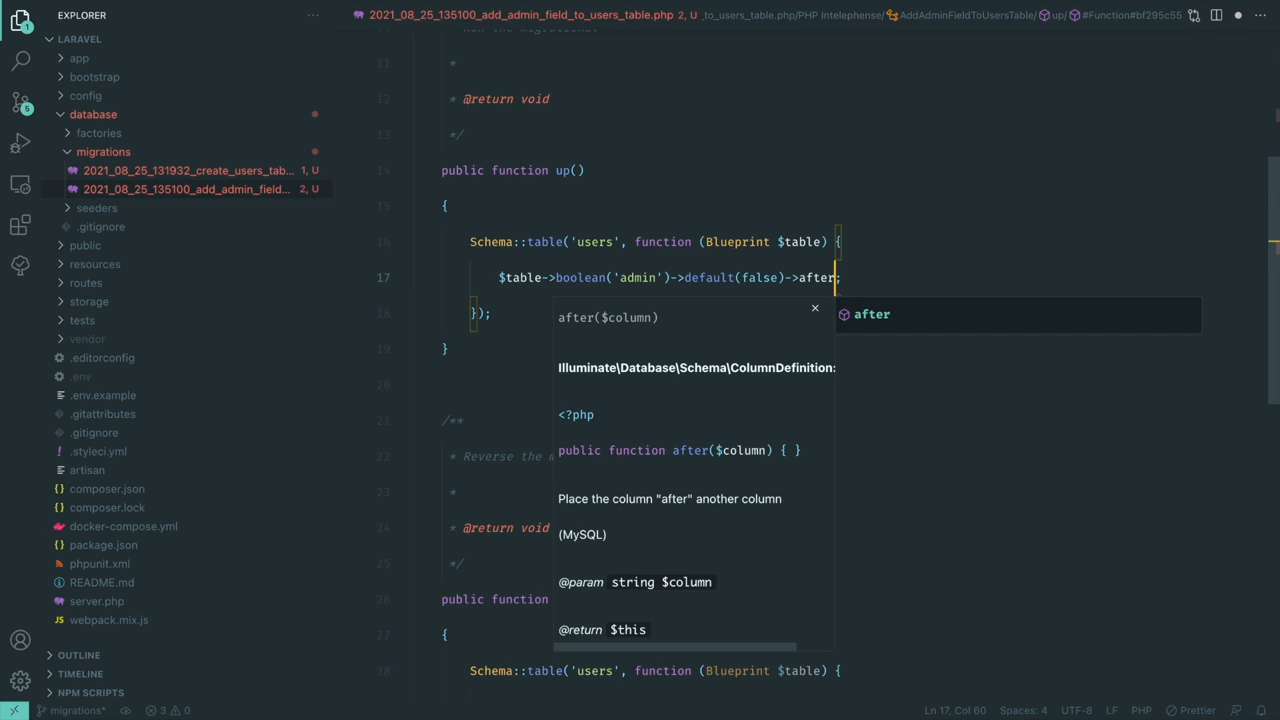 EXPLORER
LARAVEL
app
bootstrap
config
database
factories
migrations
2021_08_25_131932_create_users_tab... 1, U
2021_08_25_135100_add_admin_field... 2, U
seeders
.gitignore
public
resources
routes
storage
tests
vendor
.editorconfig
.env
.env.example
.gitattributes
.gitignore
.styleci.yml
artisan
composer.json
composer.lock
docker-compose.yml
package.json
phpunit.xml
README.md
server.php
webpack.mix.js
OUTLINE
TIMELINE
NPM SCRIPTS
2021_08_25_135100_add_admin_field_to_users_table.php 2, U _to_users_table.php/PHP Intelephense/ AddAdminFieldToUsersTable/ up/ #Function#bf295c55
11 *
12 * @return void
13 */
14 public function up()
15 {
16 Schema::table('users', function (Blueprint $table) {
17 $table->boolean('admin')->default(false)->after;
18 });
19 }
20
21 /**
22 * Reverse the m
23 *
24 * @return void
25 */
26 public function
27 {
28 Schema::table('users', function (Blueprint $table) {
after($column)
Illuminate\Database\Schema\ColumnDefinition:
<?php
public function after($column) { }
Place the column "after" another column
(MySQL)
@param string $column
@return $this
after
1
5
migrations* 3 0
Ln 17, Col 60 Spaces: 4 UTF-8 LF PHP Prettier